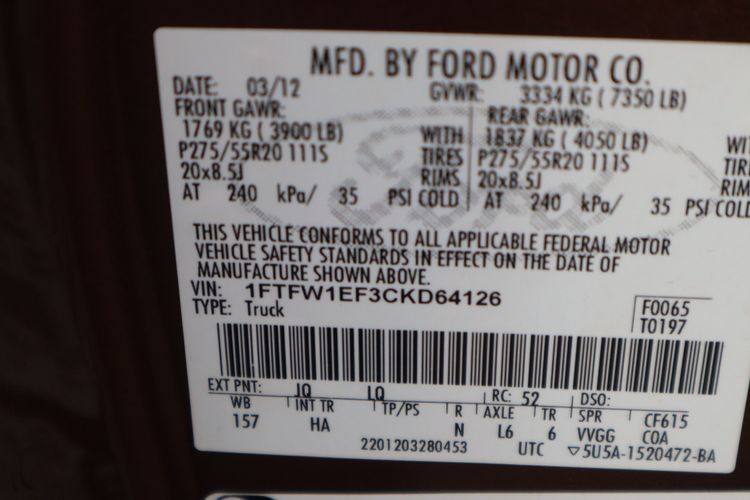 MFD. BY FORD MOTOR CO.
DATE: 03/12 GVWR: 3334 KG ( 7350 LB)
FRONT GAWR: REAR GAWR:
1769 KG ( 3900 LB) WITH 1837 KG ( 4050 LB) WI
P275/55R20 111S TIRES P275/55R20 111S TIR
20x8.5J RIMS 20x8.5J RIM
AT 240 kPa/ 35 PSI COLD AT 240 kPa/ 35 PSI COLD
THIS VEHICLE CONFORMS TO ALL APPLICABLE FEDERAL MOTOR
VEHICLE SAFETY STANDARDS IN EFFECT ON THE DATE OF
MANUFACTURE SHOWN ABOVE.
VIN: 1FTFW1EF3CKD64126 F0065
TYPE: Truck T0197
EXT PNT: JQ LQ RC: 52 DSO:
WB INT TR TP/PS R AXLE TR SPR CF615
157 HA N L6 6 VVGG COA
2201203280453 UTC ▽5U5A-1520472-BA